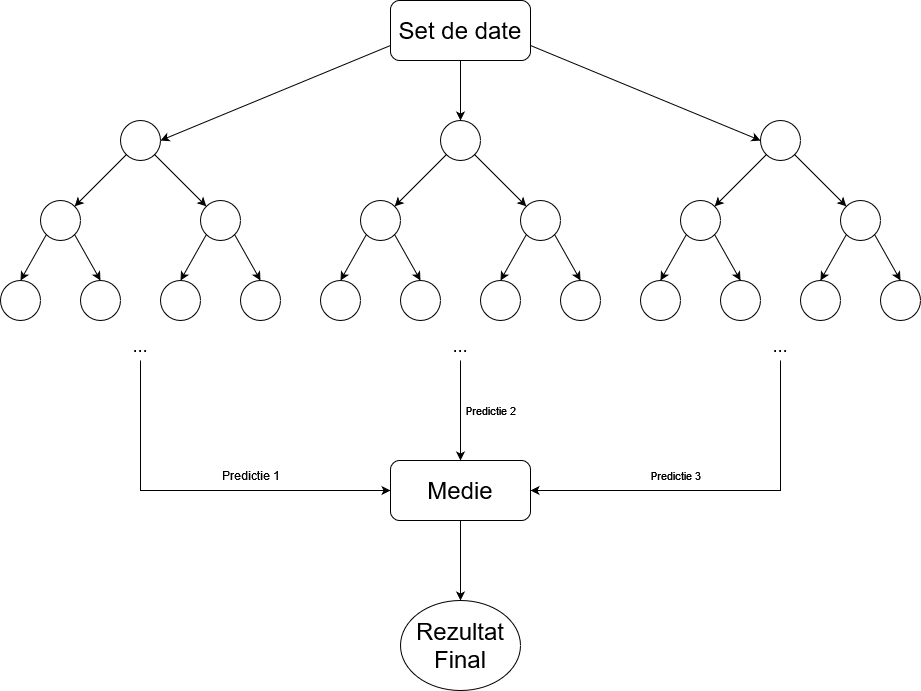 Set de date
...
...
...
Predictie 2
Predictie 1
Predictie 3
Medie
Rezultat
Final